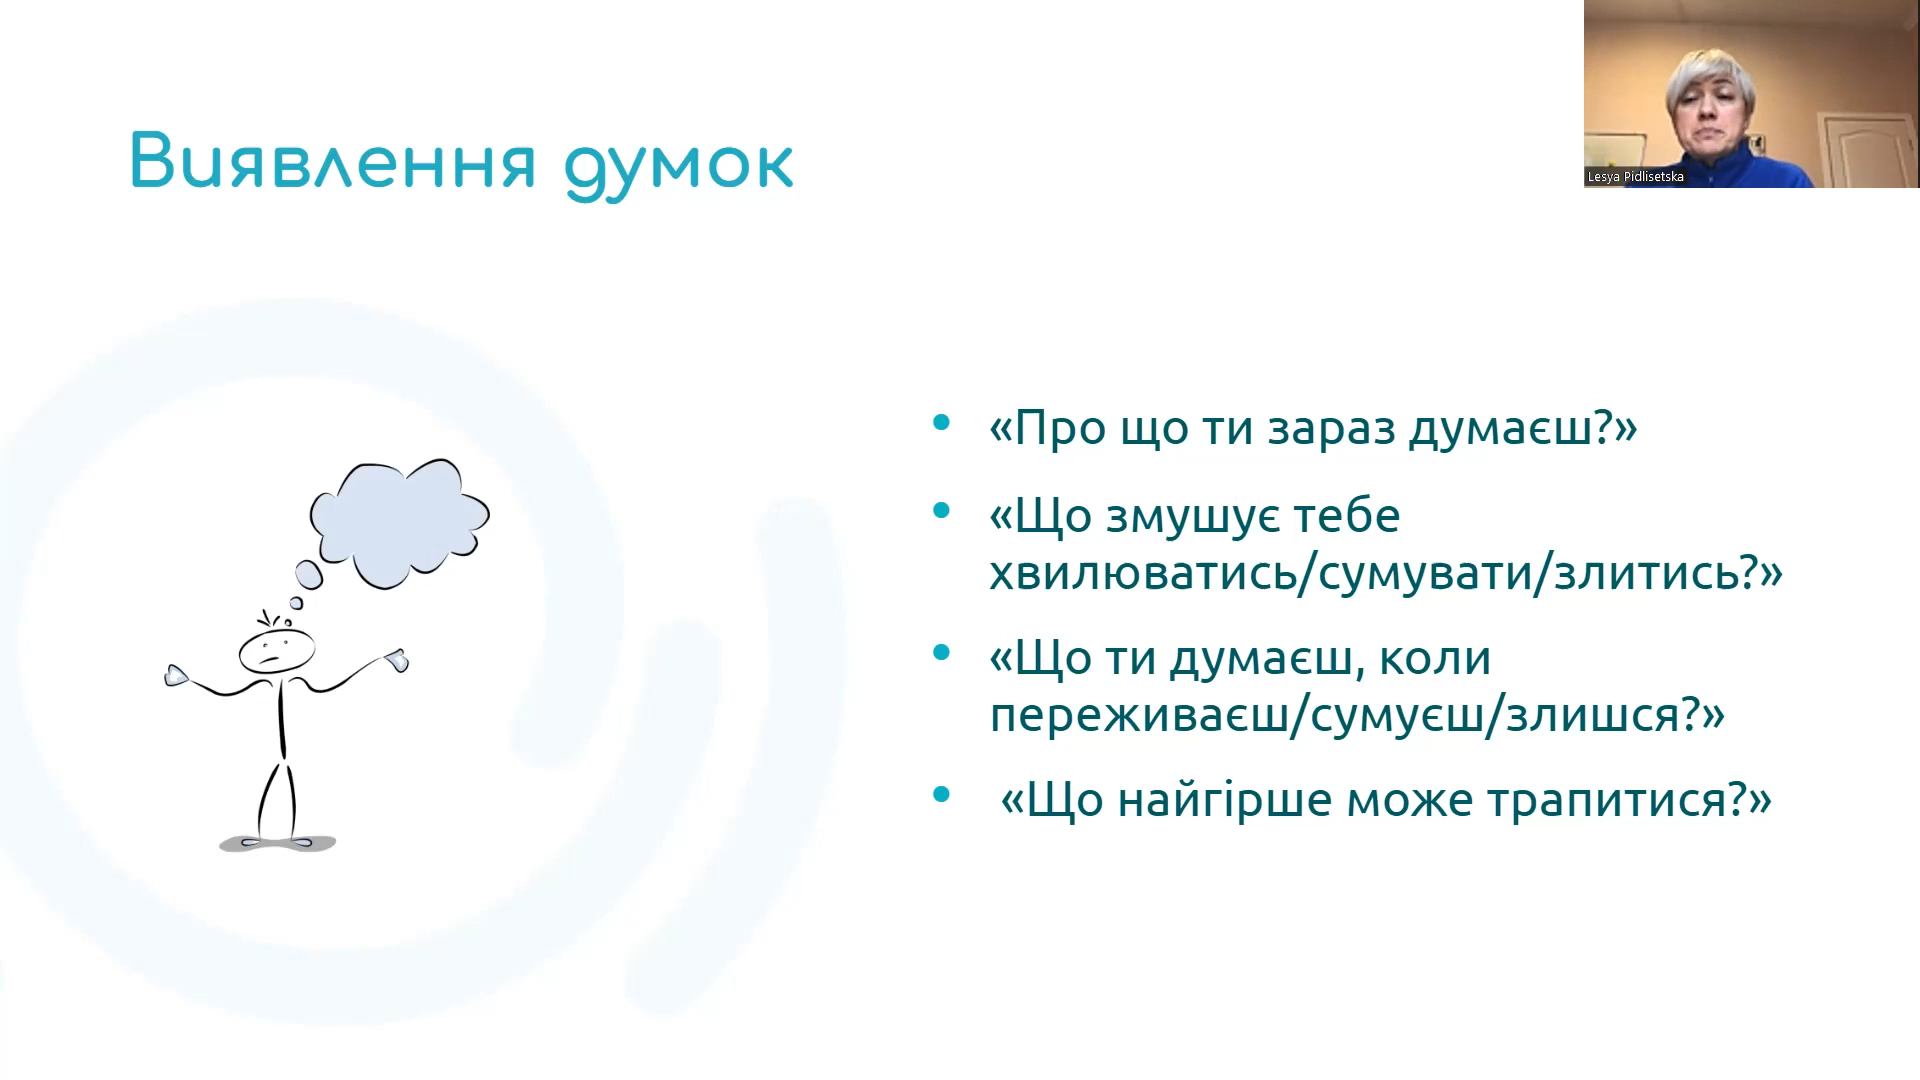 Виявлення думок
Lesya Pidlisetska
• «Про що ти зараз думаєш?»
• «Що змушує тебе
хвилюватись/сумувати/злитись?»
• «Що ти думаєш, коли
переживаєш/сумуєш/злишся?»
• «Що найгірше може трапитися?»